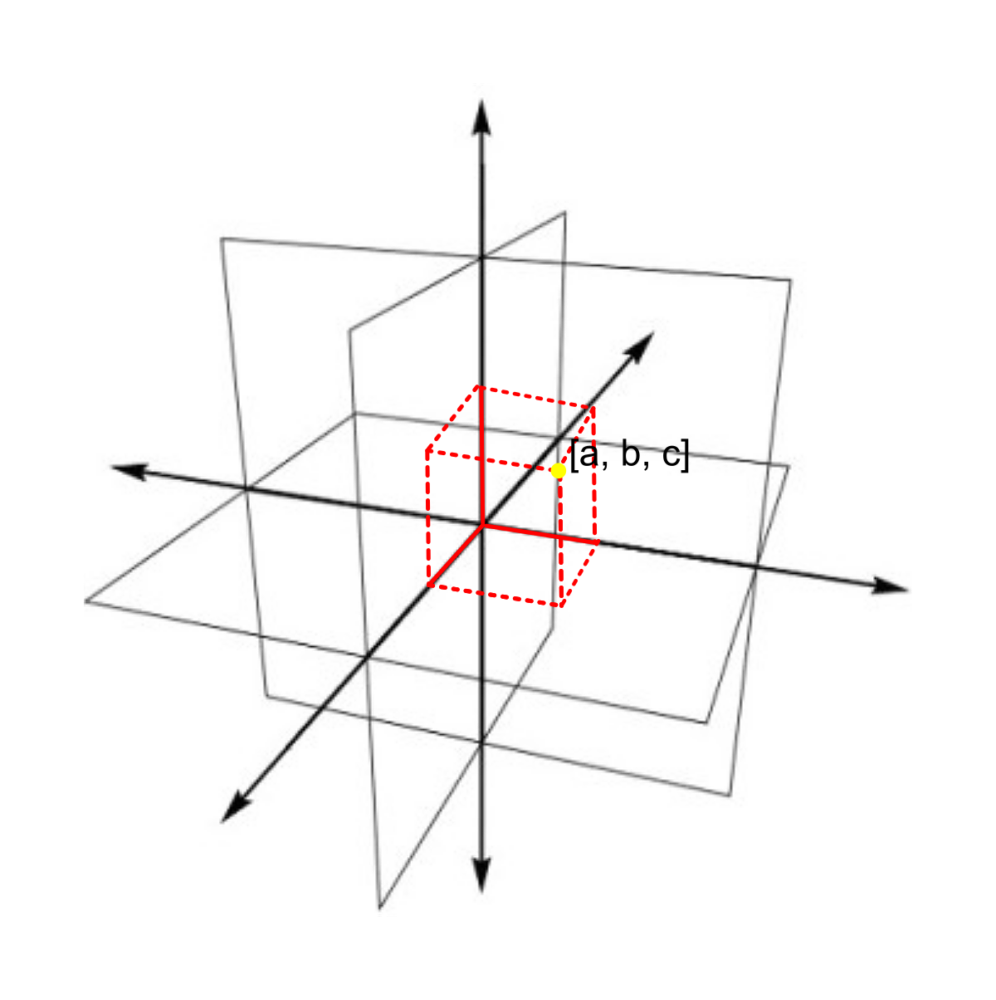 [a, b, c]